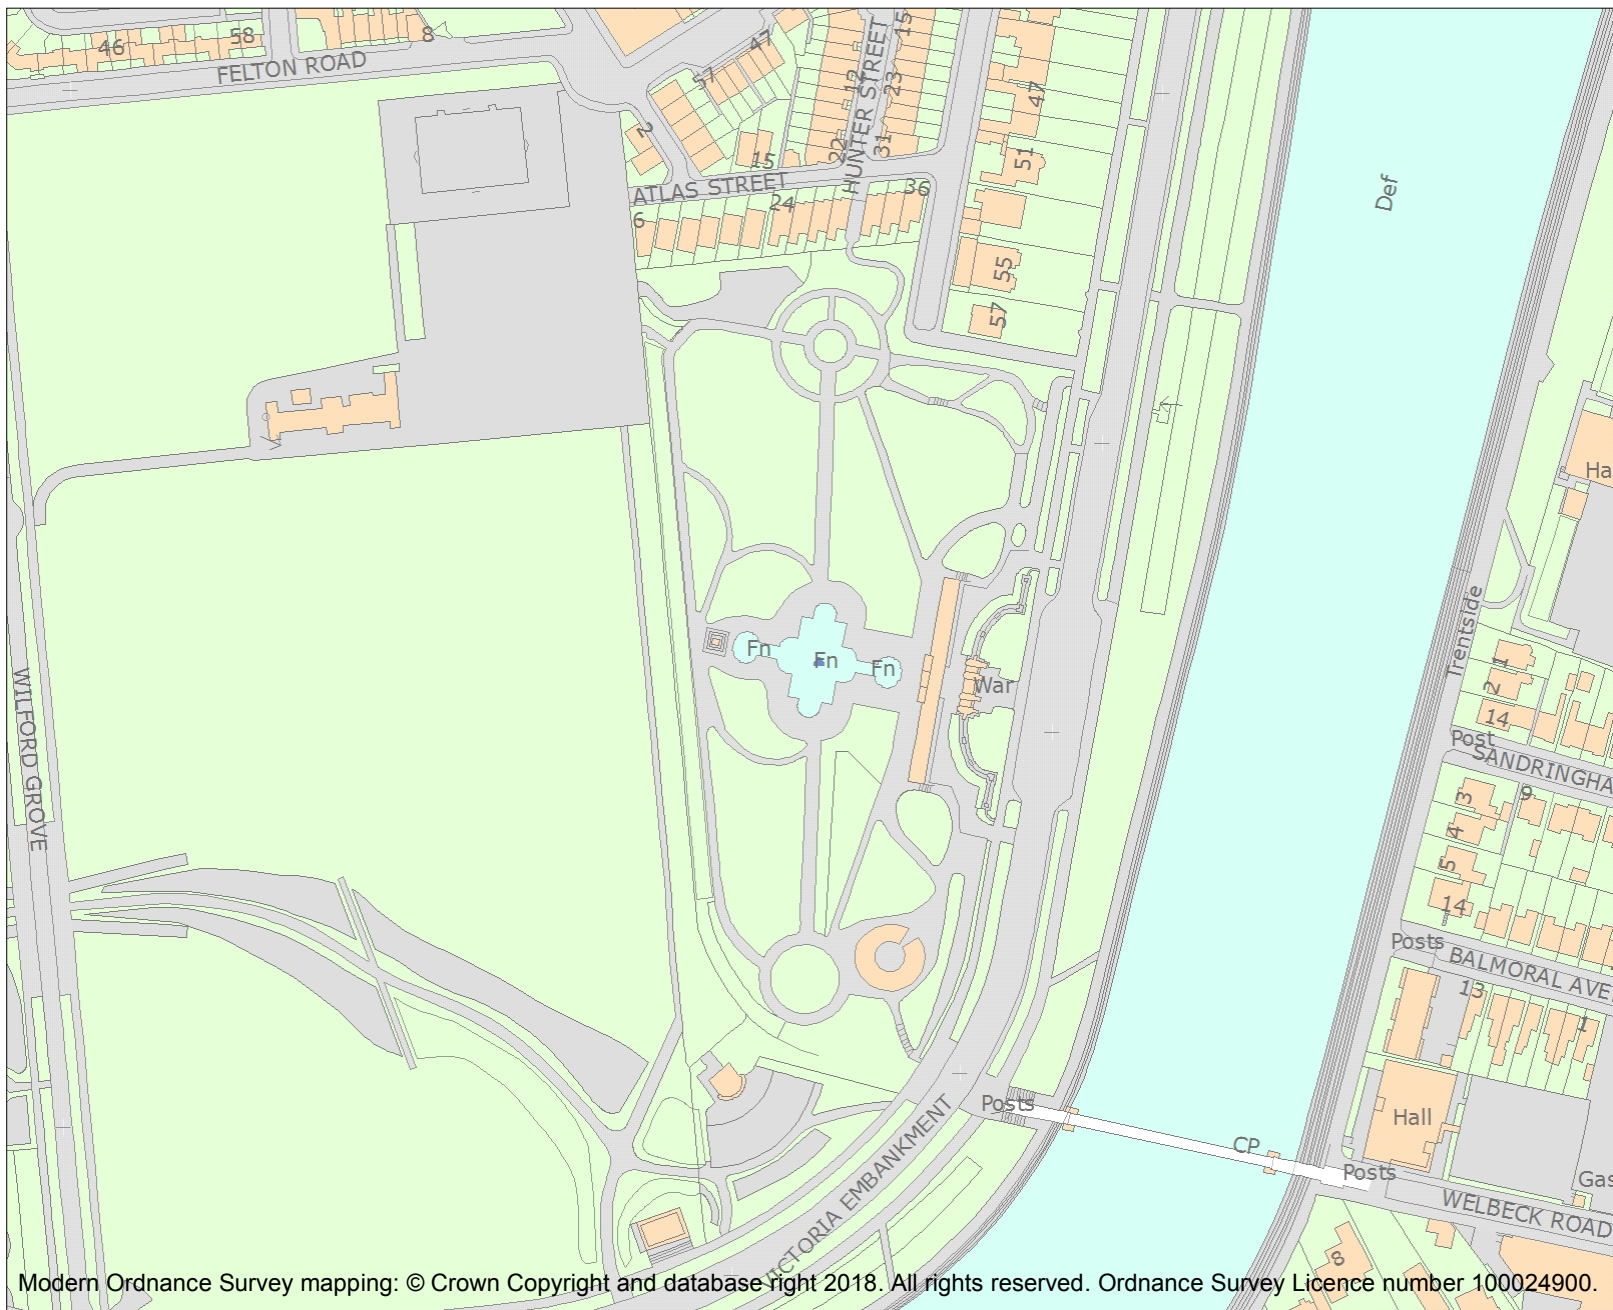 46
58
8
FELTON ROAD
47
57
2
15
12
15
23
HUNTER STREET
22
31
47
51
ATLAS STREET
6
24
36
55
57
Def
Ha
Trentside
WILFORD GROVE
Fn
Fn
Fn
War
1
2
14
Post
SANDRINGHA
3
9
4
5
14
Posts
BALMORAL AVE
13
1
Posts
Hall
CP
Posts
Gas
WELBECK ROAD
VICTORIA EMBANKMENT
8
Modern Ordnance Survey mapping: © Crown Copyright and database right 2018. All rights reserved. Ordnance Survey Licence number 100024900.